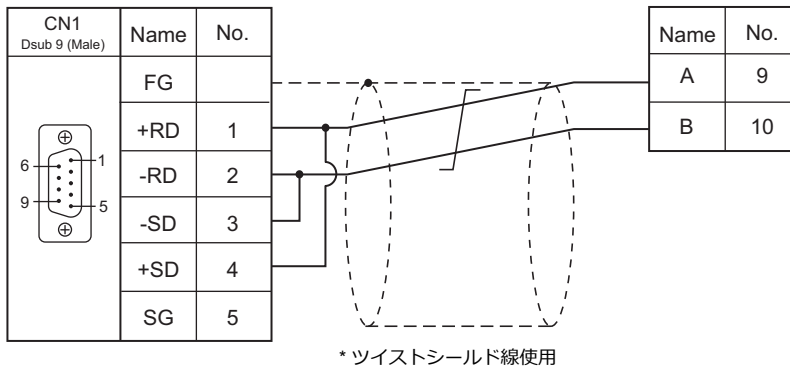 CN1
Dsub 9 (Male)
Name No.
FG
+RD 1
-RD 2
-SD 3
+SD 4
SG 5
6
1
9
5
Name No.
A 9
B 10
* ツイストシールド線使用